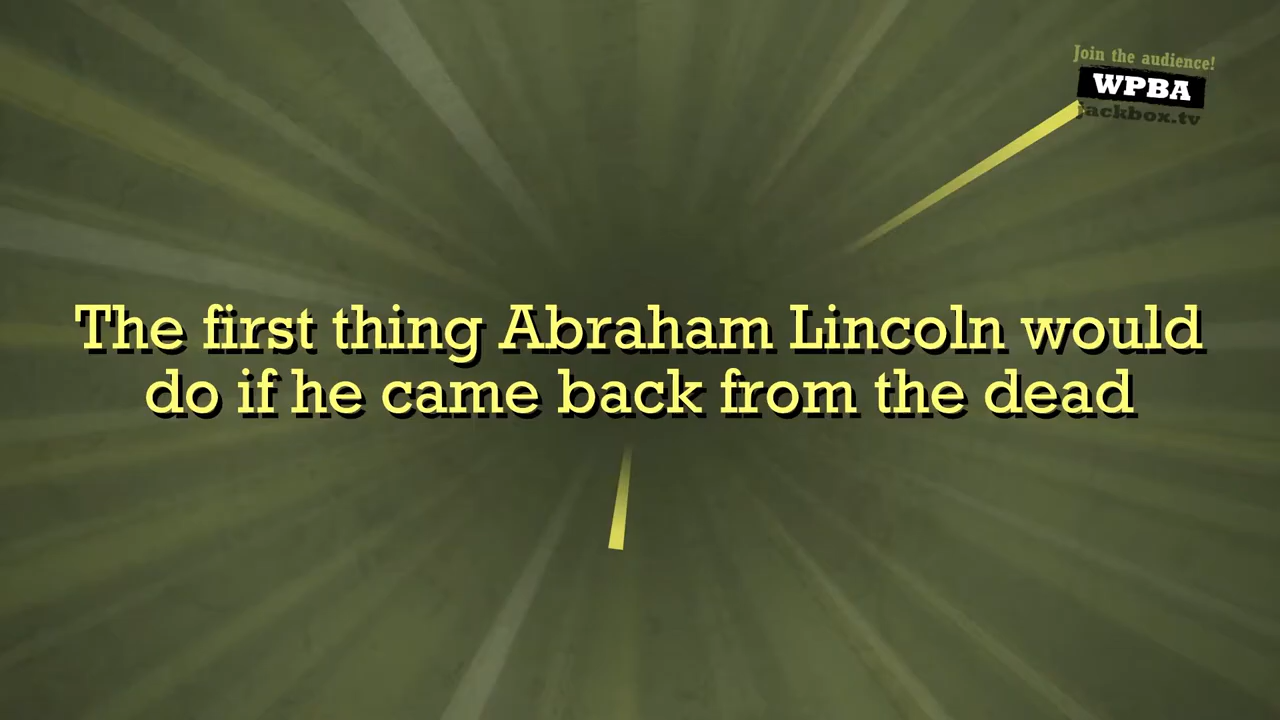 Join the audience!
WPBA
jackbox.tv
The first thing Abraham Lincoln would
do if he came back from the dead